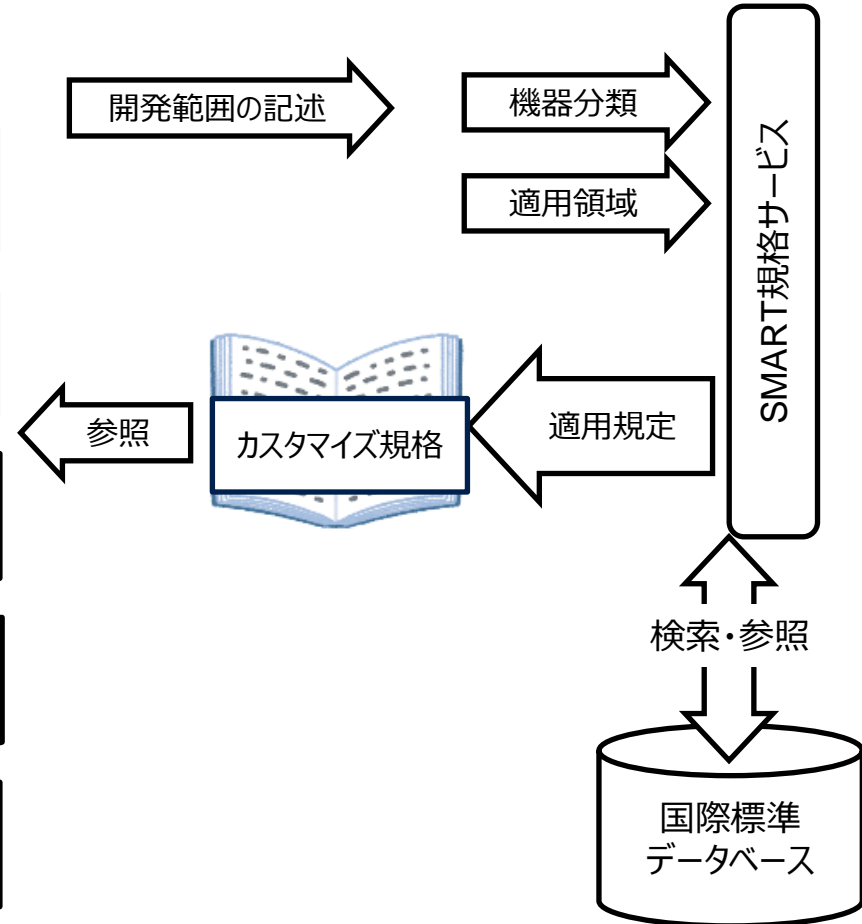 開発範囲の記述
機器分類
適用領域
SMART規格サービス
参照
カスタマイズ規格
適用規定
検索・参照
国際標準
データベース